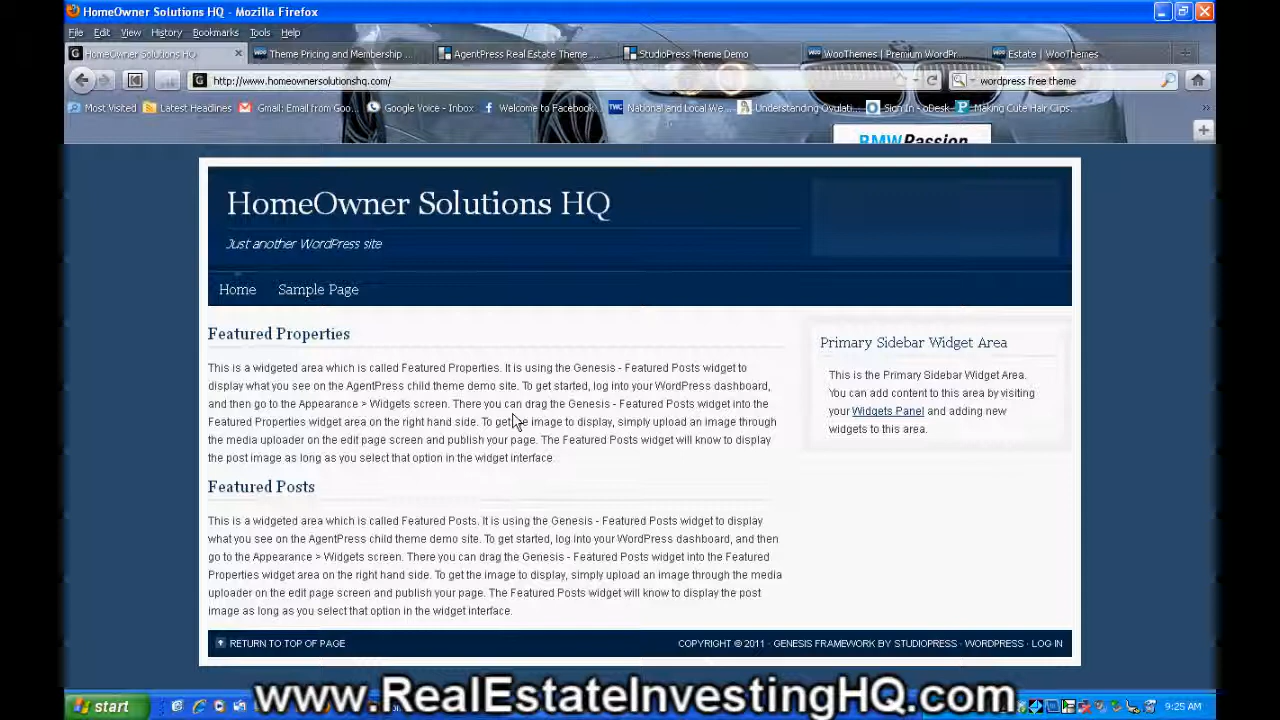 HomeOwner Solutions HQ - Mozilla Firefox
File Edit View History Bookmarks Tools Help
HomeOwner Solutions HQ
Theme Pricing and Membership ...
AgentPress Real Estate Theme ...
StudioPress Theme Demo
WooThemes | Premium WordPr...
Estate | WooThemes
http://www.homeownersolutionshq.com/
wordpress free theme
Most Visited
Latest Headlines
Gmail: Email from Goo...
Google Voice - Inbox
Welcome to Facebook...
National and Local We...
Understanding Ovulati...
Sign In - oDesk
Making Cute Hair Clips.
BMWPassion
HomeOwner Solutions HQ
Just another WordPress site
Home Sample Page
Featured Properties
This is a widgeted area which is called Featured Properties. It is using the Genesis - Featured Posts widget to
display what you see on the AgentPress child theme demo site. To get started, log into your WordPress dashboard,
and then go to the Appearance > Widgets screen. There you can drag the Genesis - Featured Posts widget into the
Featured Properties widget area on the right hand side. To get the image to display, simply upload an image through
the media uploader on the edit page screen and publish your page. The Featured Posts widget will know to display
the post image as long as you select that option in the widget interface.
Featured Posts
This is a widgeted area which is called Featured Posts. It is using the Genesis - Featured Posts widget to display
what you see on the AgentPress child theme demo site. To get started, log into your WordPress dashboard, and then
go to the Appearance > Widgets screen. There you can drag the Genesis - Featured Posts widget into the Featured
Properties widget area on the right hand side. To get the image to display, simply upload an image through the media
uploader on the edit page screen and publish your page. The Featured Posts widget will know to display the post
image as long as you select that option in the widget interface.
Primary Sidebar Widget Area
This is the Primary Sidebar Widget Area.
You can add content to this area by visiting
your Widgets Panel and adding new
widgets to this area.
RETURN TO TOP OF PAGE
COPYRIGHT © 2011 · GENESIS FRAMEWORK BY STUDIOPRESS · WORDPRESS · LOG IN
www.RealEstateInvestingHQ.com
start
9:25 AM